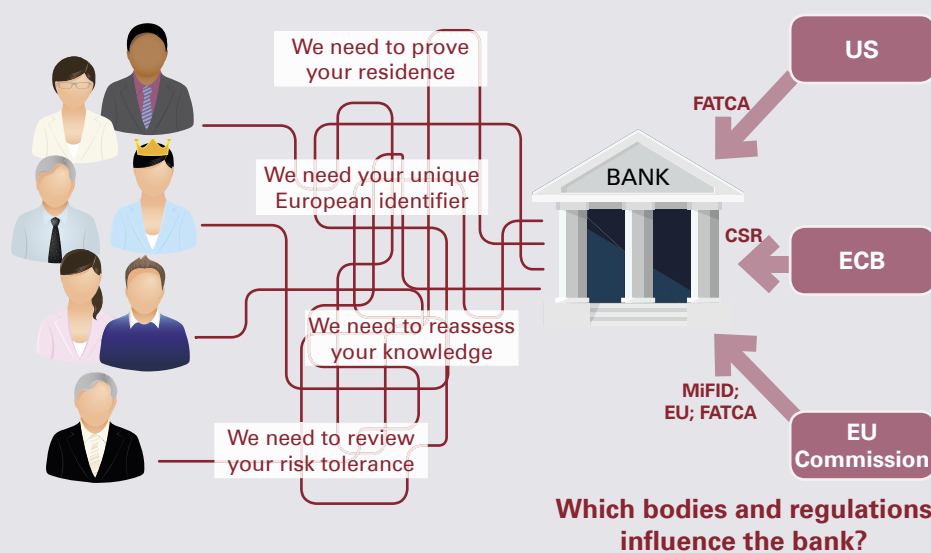 We need to prove
your residence
We need your unique
European identifier
We need to reassess
your knowledge
We need to review
your risk tolerance
BANK
US
FATCA
CSR
ECB
MiFID;
EU; FATCA
EU
Commission
Which bodies and regulations
influence the bank?